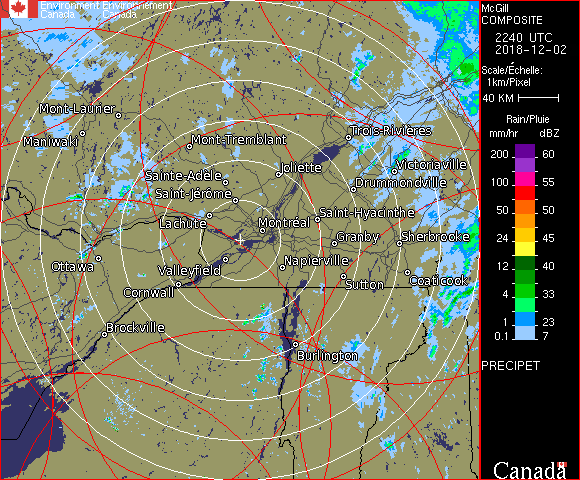 Environment Environnement
Canada Canada
McGill
COMPOSITE
2240 UTC
2018-12-02
Scale/Échelle:
1km/Pixel
40 KM
Rain/Pluie
mm/hr dBZ
200 60
100 55
50 50
24 45
12 40
4 33
1 23
0.1 7
PRECIPET
Canada
Mont-Laurier
Maniwaki
Mont-Tremblant
Trois-Rivières
Sainte-Adèle
Joliette
Victoriaville
Saint-Jérôme
Drummondville
Lachute
Montréal
Saint-Hyacinthe
Granby
Sherbrooke
Ottawa
Valleyfield
Napierville
Cornwall
Sutton
Coaticook
Brockville
Burlington